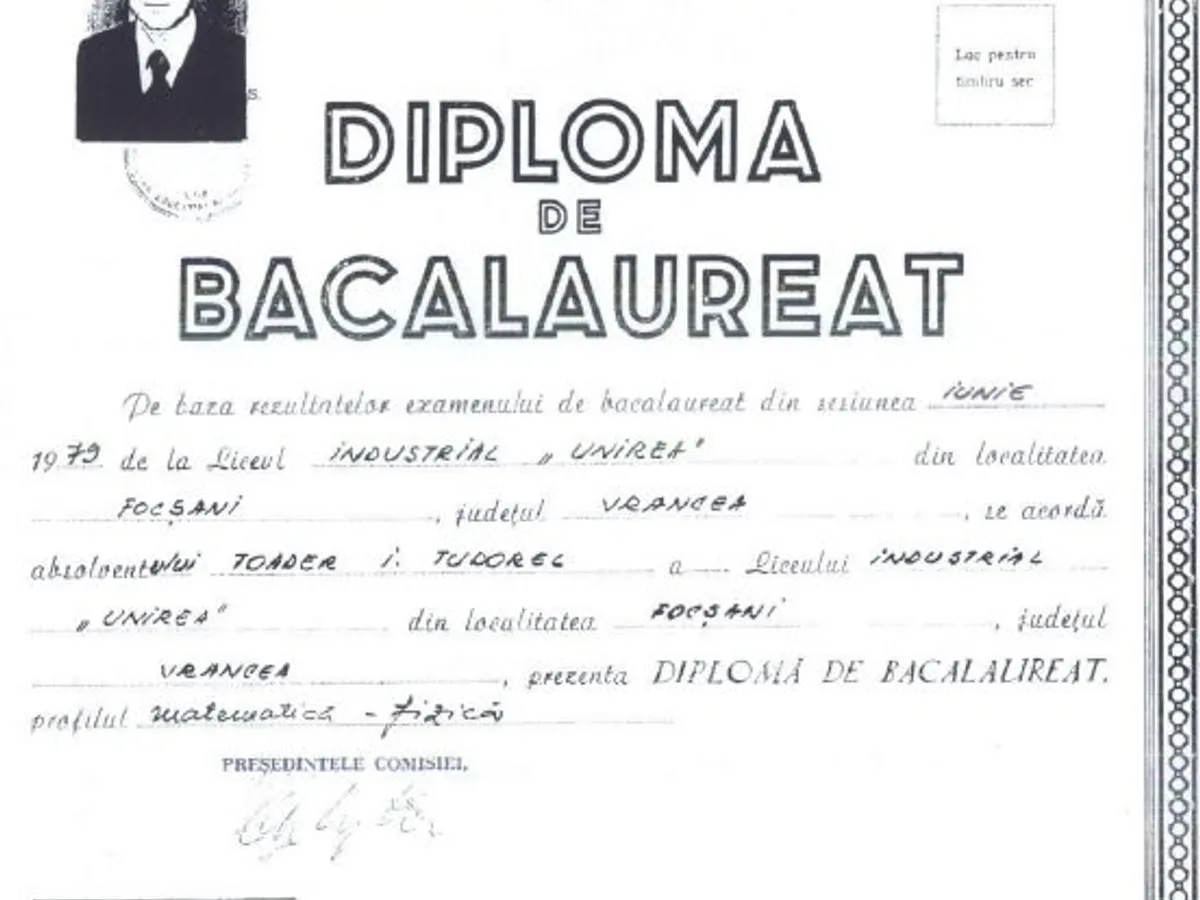 Loc pentru
timbru sec
S.
DIPLOMA
DE
BACALAUREAT
Pe baza rezultatelor examenului de bacalaureat din sesiunea IUNIE
1979 de la Liceul INDUSTRIAL „UNIREA" din localitatea
FOCȘANI, județul VRANCEA, se acordă
absolventului TOADER I. TUDOREL a Liceului INDUSTRIAL
„UNIREA" din localitatea FOCȘANI, județul
VRANCEA, prezenta DIPLOMĂ DE BACALAUREAT,
profilul matematică - fizică
PREȘEDINTELE COMISIEI,
L.S.